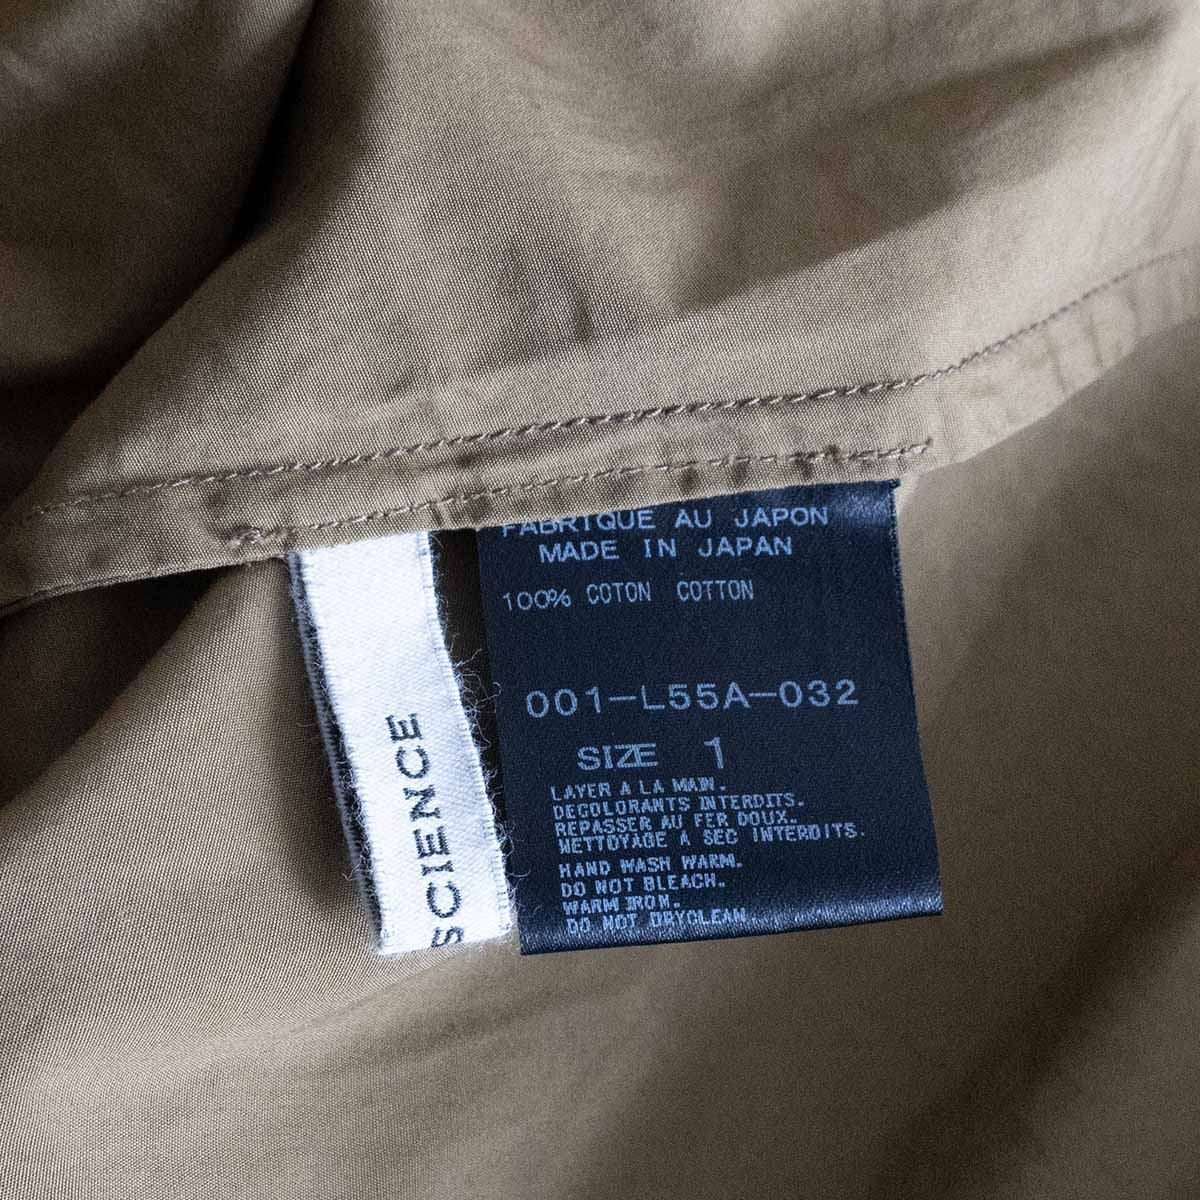 FABRIQUE AU JAPON
MADE IN JAPAN
100% COTON COTTON
001-L55A-032
SIZE 1
LAYER A LA MAIN.
DECOLORANTS INTERDITS.
REPASSER AU FER DOUX.
NETTOYAGE A SEC INTERDITS.
HAND WASH WARM.
DO NOT BLEACH.
WARM IRON.
DO NOT DRYCLEAN
SCIENCE